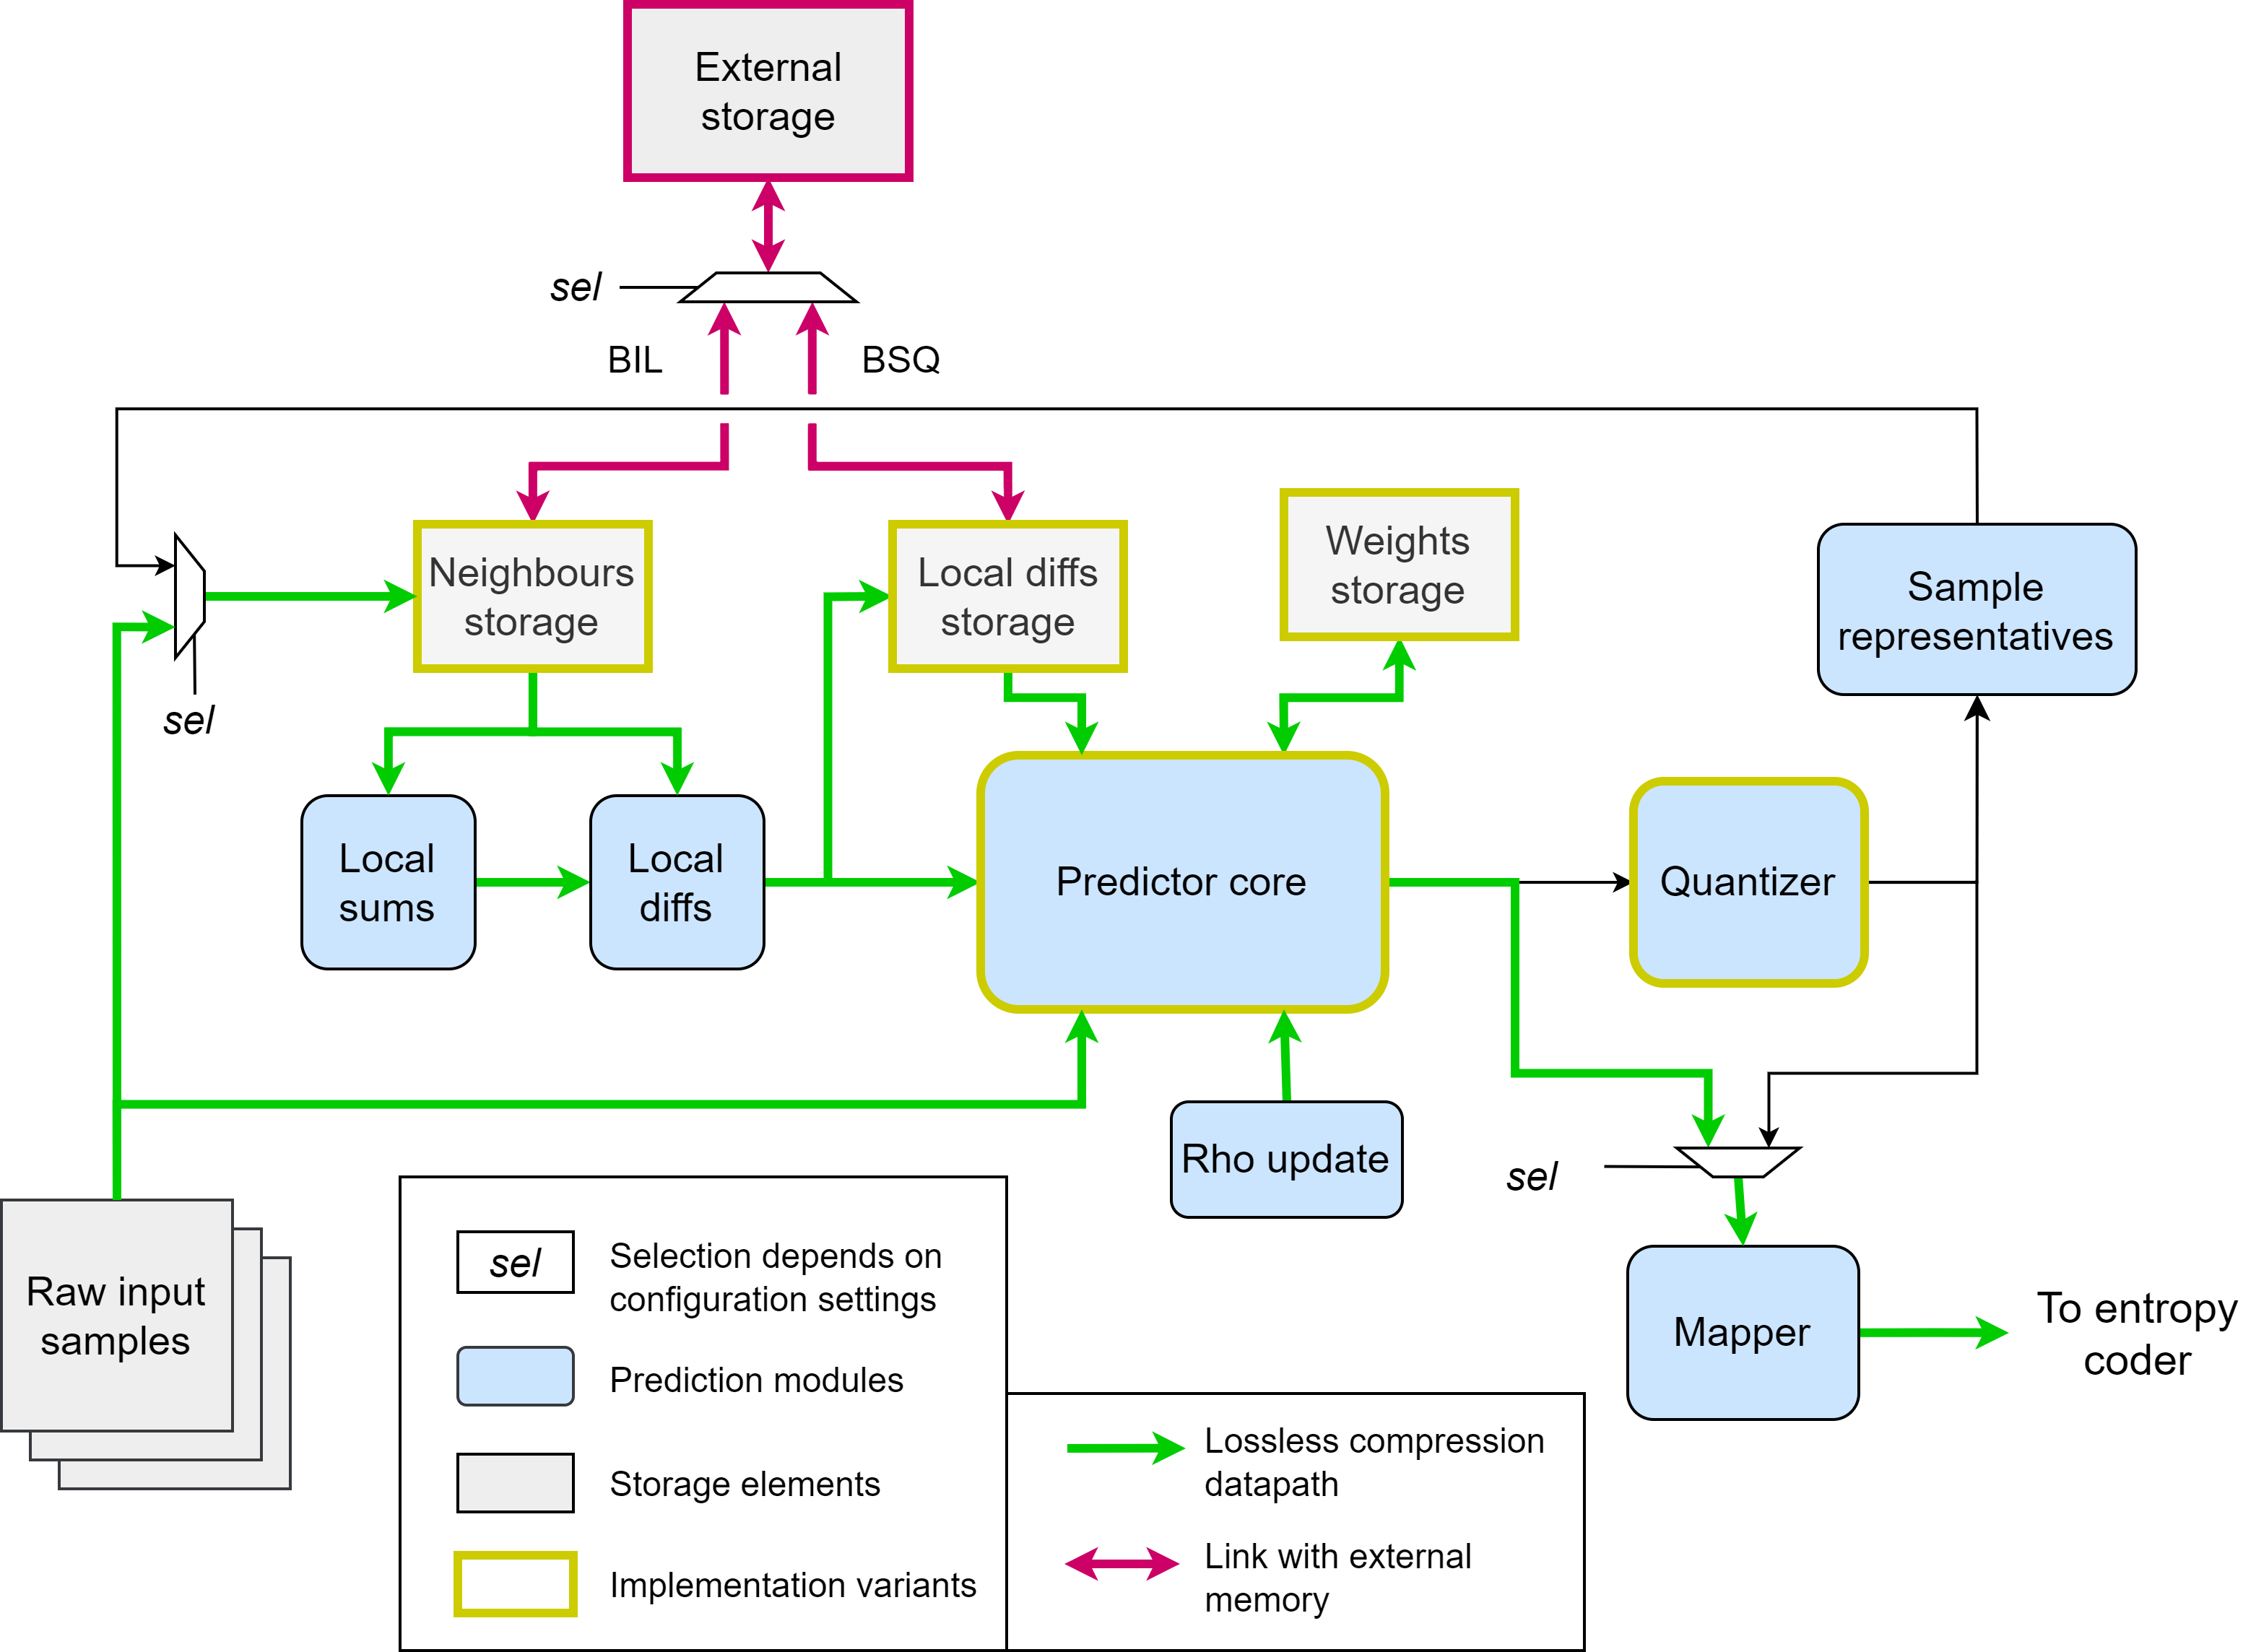 External
storage
sel
BIL
BSQ
Neighbours
storage
Local diffs
storage
Weights
storage
Sample
representatives
sel
Local
sums
Local
diffs
Predictor core
Quantizer
Rho update
sel
Raw input
samples
Mapper
To entropy
coder
sel
Selection depends on
configuration settings
Prediction modules
Storage elements
Implementation variants
Lossless compression
datapath
Link with external
memory